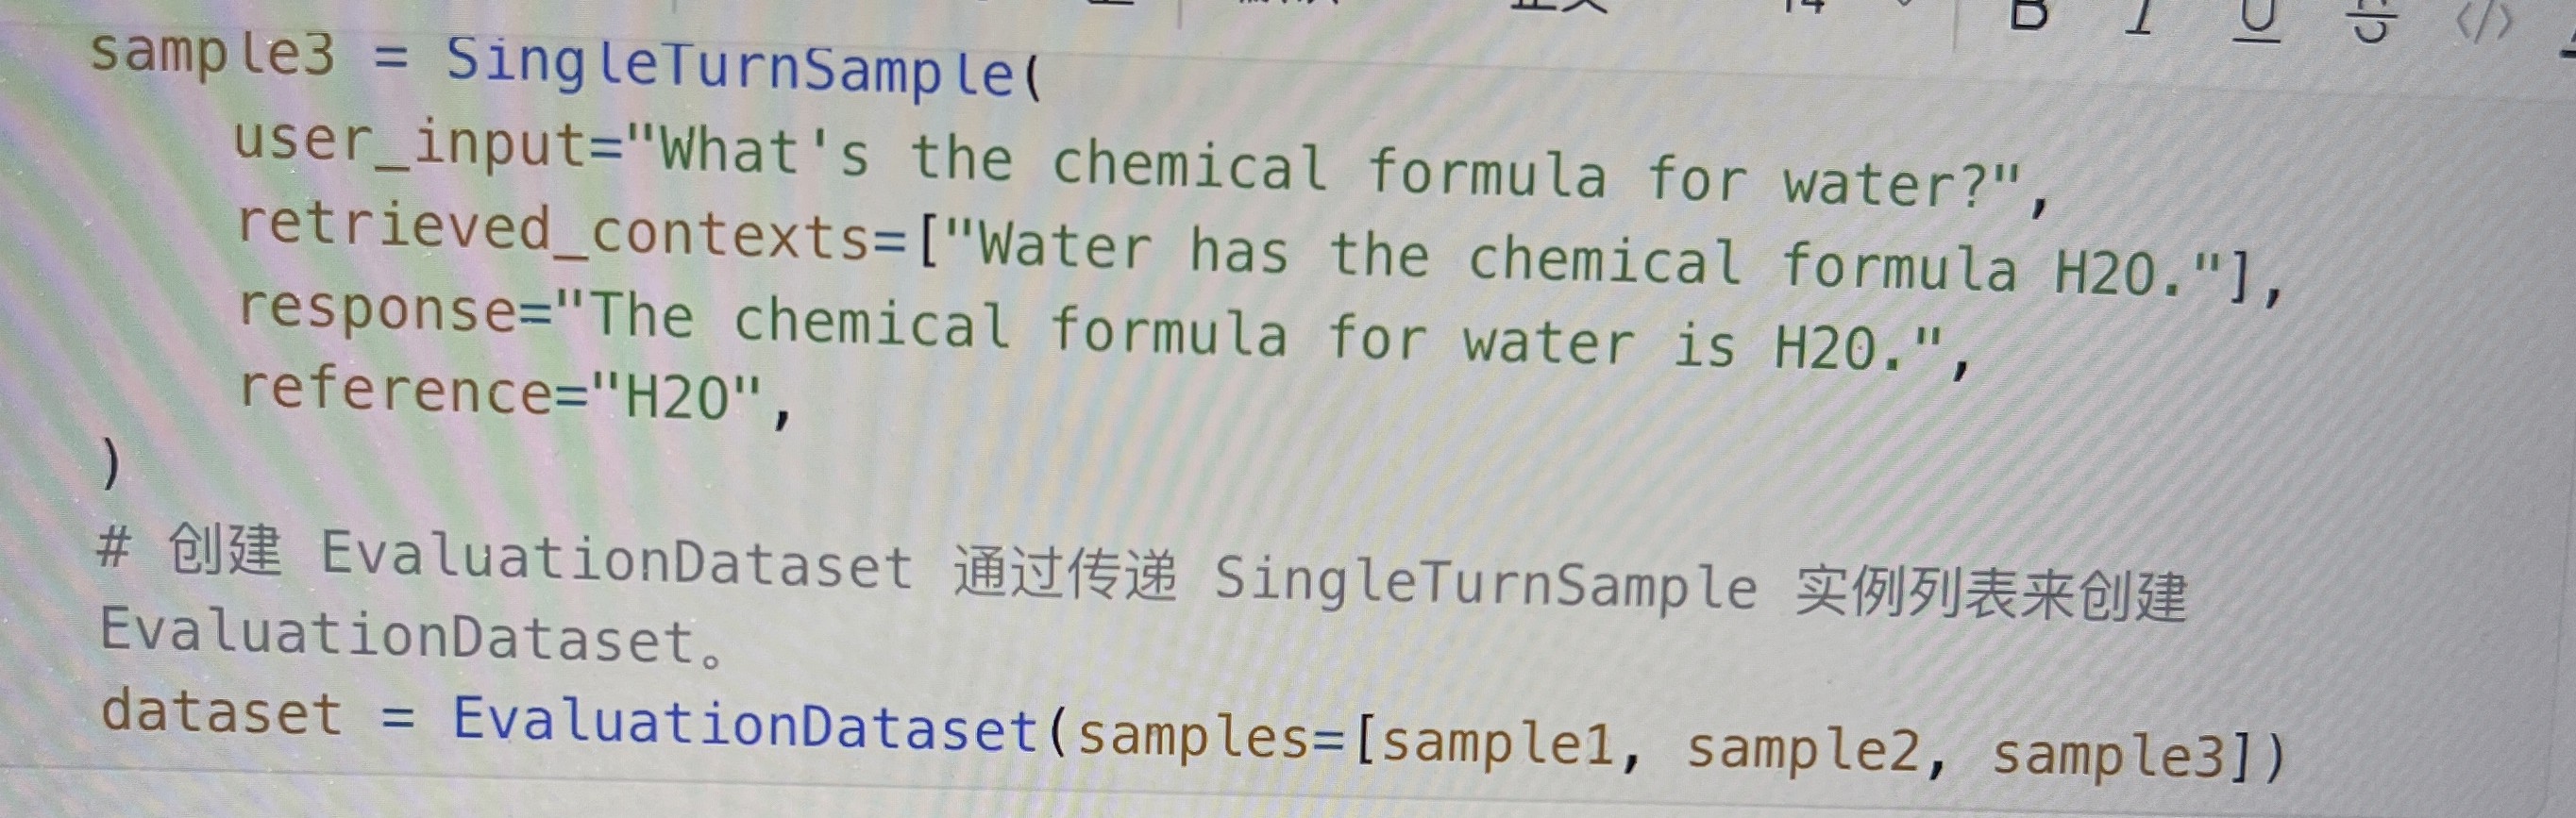 14 B I U S </>
sample3 = SingleTurnSample(
user_input="What's the chemical formula for water?",
retrieved_contexts=["Water has the chemical formula H2O."],
response="The chemical formula for water is H2O.",
reference="H2O",
)
# 创建 EvaluationDataset 通过传递 SingleTurnSample 实例列表来创建
EvaluationDataset。
dataset = EvaluationDataset(samples=[sample1, sample2, sample3])